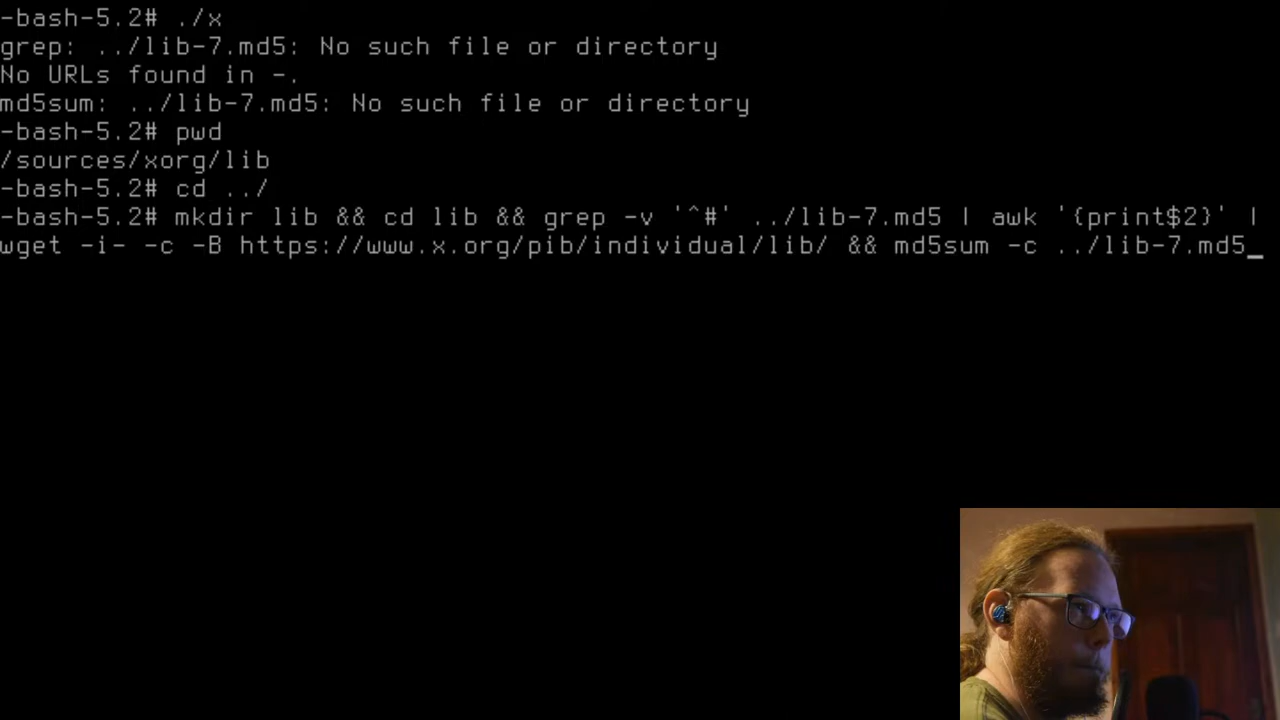 -bash-5.2# ./x
grep: ../lib-7.md5: No such file or directory
No URLs found in -.
md5sum: ../lib-7.md5: No such file or directory
-bash-5.2# pwd
/sources/xorg/lib
-bash-5.2# cd ../
-bash-5.2# mkdir lib && cd lib && grep -v '^#' ../lib-7.md5 | awk '{print$2}' |
wget -i- -c -B https://www.x.org/pib/individual/lib/ && md5sum -c ../lib-7.md5_